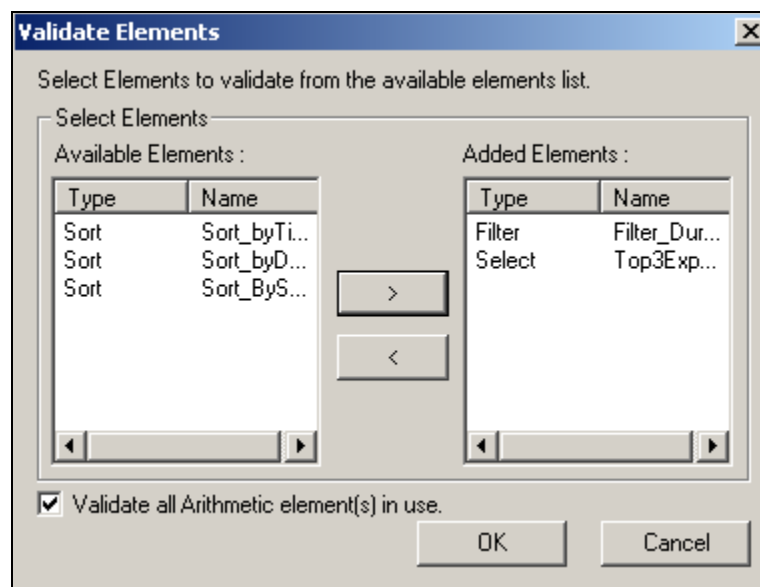 Validate Elements
Select Elements to validate from the available elements list.
Select Elements
Available Elements :
Added Elements :
Type Name
Sort Sort_byTi...
Sort Sort_byD...
Sort Sort_ByS...
>
<
Type Name
Filter Filter_Dur...
Select Top3Exp...
Validate all Arithmetic element(s) in use.
OK
Cancel